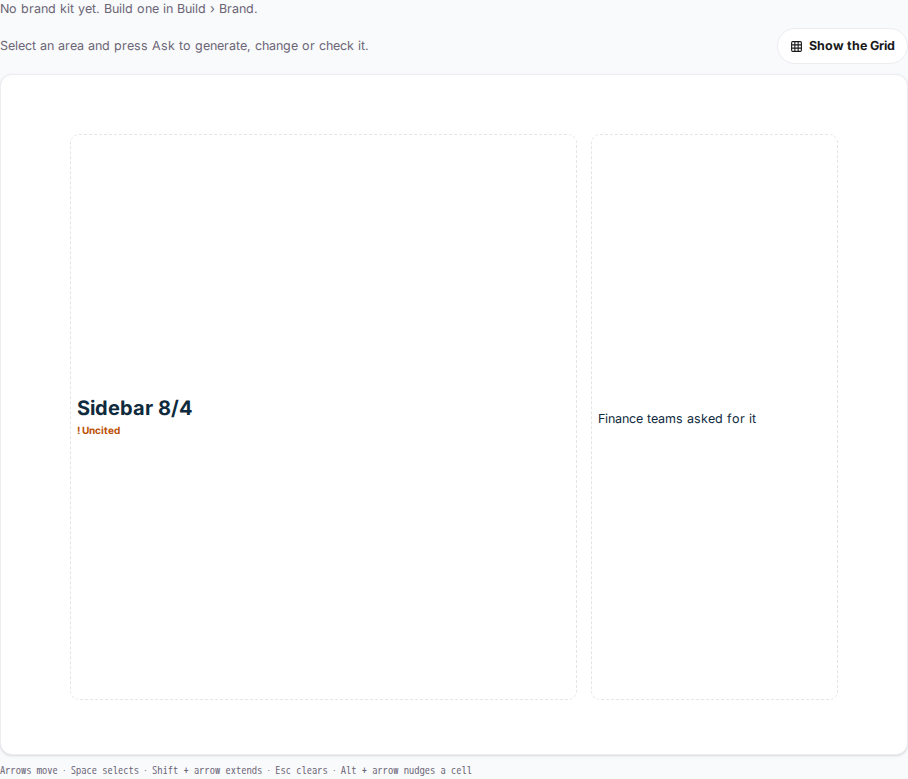 No brand kit yet. Build one in Build › Brand.
Select an area and press Ask to generate, change or check it.
Show the Grid
Sidebar 8/4
! Uncited
Finance teams asked for it
Arrows move · Space selects · Shift + arrow extends · Esc clears · Alt + arrow nudges a cell